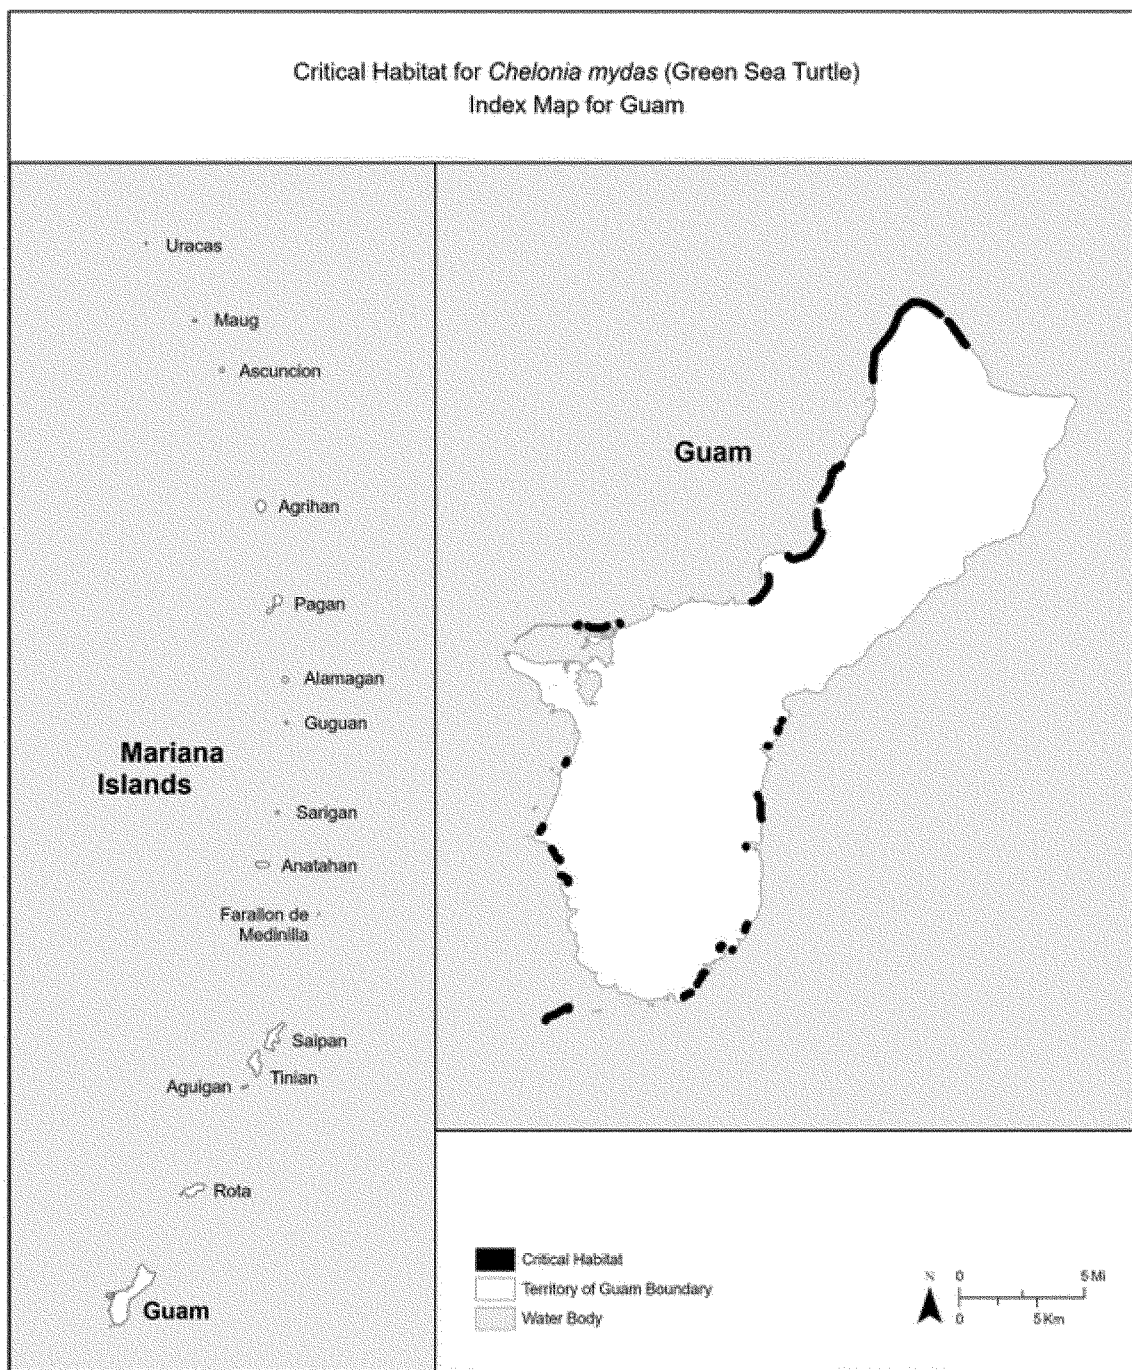 Critical Habitat for Chelonia mydas (Green Sea Turtle)
Index Map for Guam
Uracas
Maug
Ascuncion
Agrihan
Pagan
Alamagan
Guguan
Mariana
Islands
Sarigan
Anatahan
Farallon de
Medinilla
Saipan
Tinian
Aguigan
Rota
Guam
Guam
Critical Habitat
Territory of Guam Boundary
Water Body
N
0 5 Mi
0 5 Km